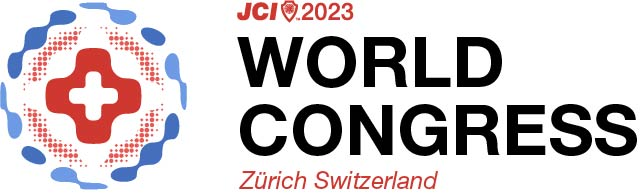 JCI 2023
WORLD
CONGRESS
Zürich Switzerland